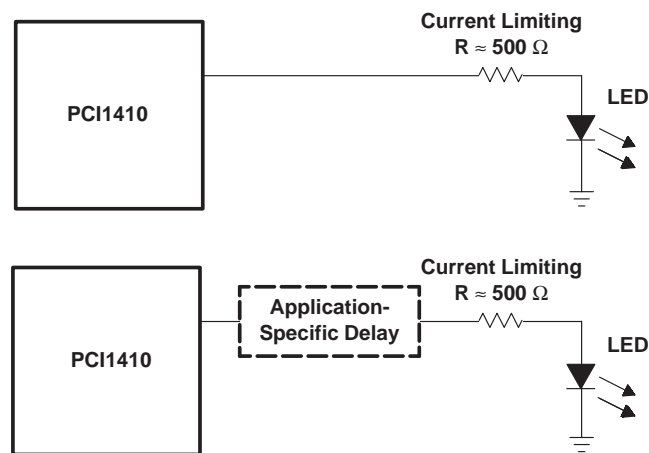 Current Limiting
R ≈ 500 Ω
LED
PCI1410
Current Limiting
R ≈ 500 Ω
Application-
Specific Delay
LED
PCI1410